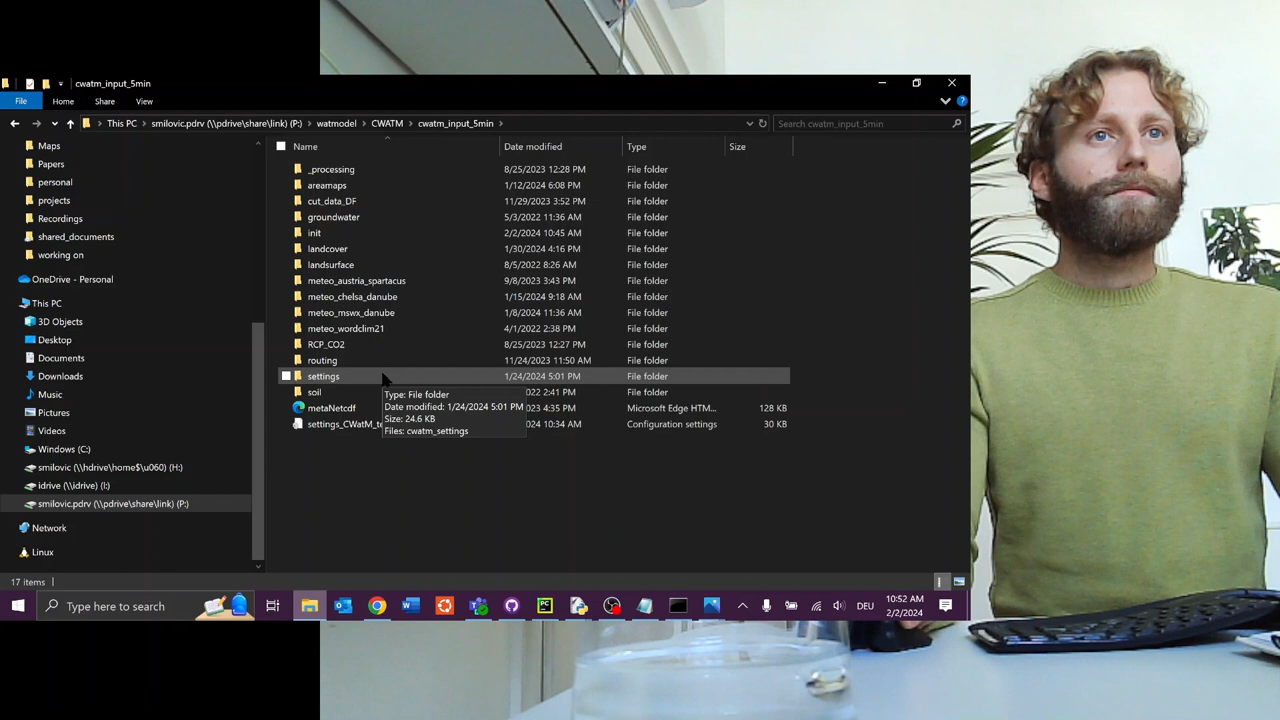 cwatm_input_5min
File Home Share View
This PC smilovic.pdrv (\\pdrive\share\link) (P:) watmodel CWATM cwatm_input_5min
Search cwatm_input_5min
Maps
Papers
personal
projects
Recordings
shared_documents
working on
OneDrive - Personal
This PC
3D Objects
Desktop
Documents
Downloads
Music
Pictures
Videos
Windows (C:)
smilovic (\\hdrive\home$\u060) (H:)
idrive (\\idrive) (I:)
smilovic.pdrv (\\pdrive\share\link) (P:)
Network
Linux
Name Date modified Type Size
_processing 8/25/2023 12:28 PM File folder
areamaps 1/12/2024 6:08 PM File folder
cut_data_DF 11/29/2023 3:52 PM File folder
groundwater 5/3/2022 11:36 AM File folder
init 2/2/2024 10:45 AM File folder
landcover 1/30/2024 4:16 PM File folder
landsurface 8/5/2022 8:26 AM File folder
meteo_austria_spartacus 9/8/2023 3:43 PM File folder
meteo_chelsa_danube 1/15/2024 9:18 AM File folder
meteo_mswx_danube 1/8/2024 11:36 AM File folder
meteo_wordclim21 4/1/2022 2:38 PM File folder
RCP_CO2 8/25/2023 12:27 PM File folder
routing 11/24/2023 11:50 AM File folder
settings 1/24/2024 5:01 PM File folder
soil 2:41 PM File folder
metaNetcdf 4:35 PM Microsoft Edge HTM... 128 KB
settings_CWatM_ 10:34 AM Configuration settings 30 KB
Type: File folder
Date modified: 1/24/2024 5:01 PM
Size: 24.6 KB
Files: cwatm_settings
17 items
Type here to search
DEU
10:52 AM
2/2/2024